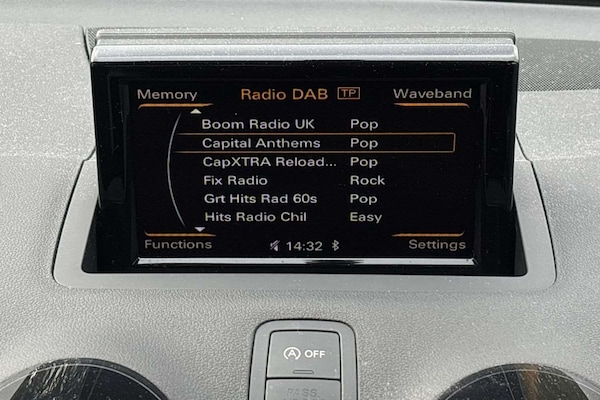 Memory Radio DAB TP Waveband
Boom Radio UK Pop
Capital Anthems Pop
CapXTRA Reload... Pop
Fix Radio Rock
Grt Hits Rad 60s Pop
Hits Radio Chil Easy
Functions 14:32 Settings
A OFF